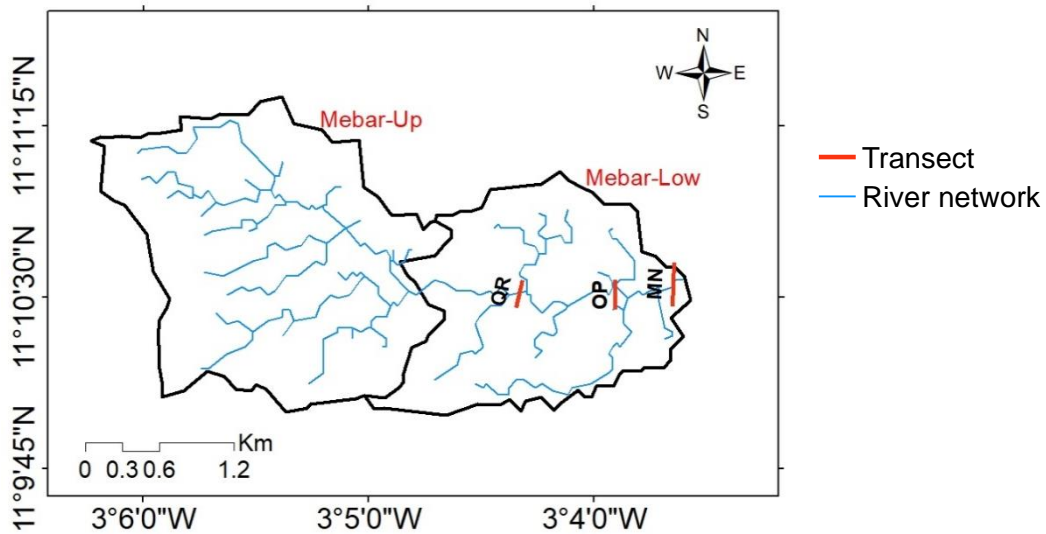 N
W E
S
Mebar-Up
Mebar-Low
QR
OP
MN
Km
0 0.3 0.6 1.2
11°11'15"N
11°10'30"N
11°9'45"N
3°6'0"W 3°5'0"W 3°4'0"W
Transect
River network